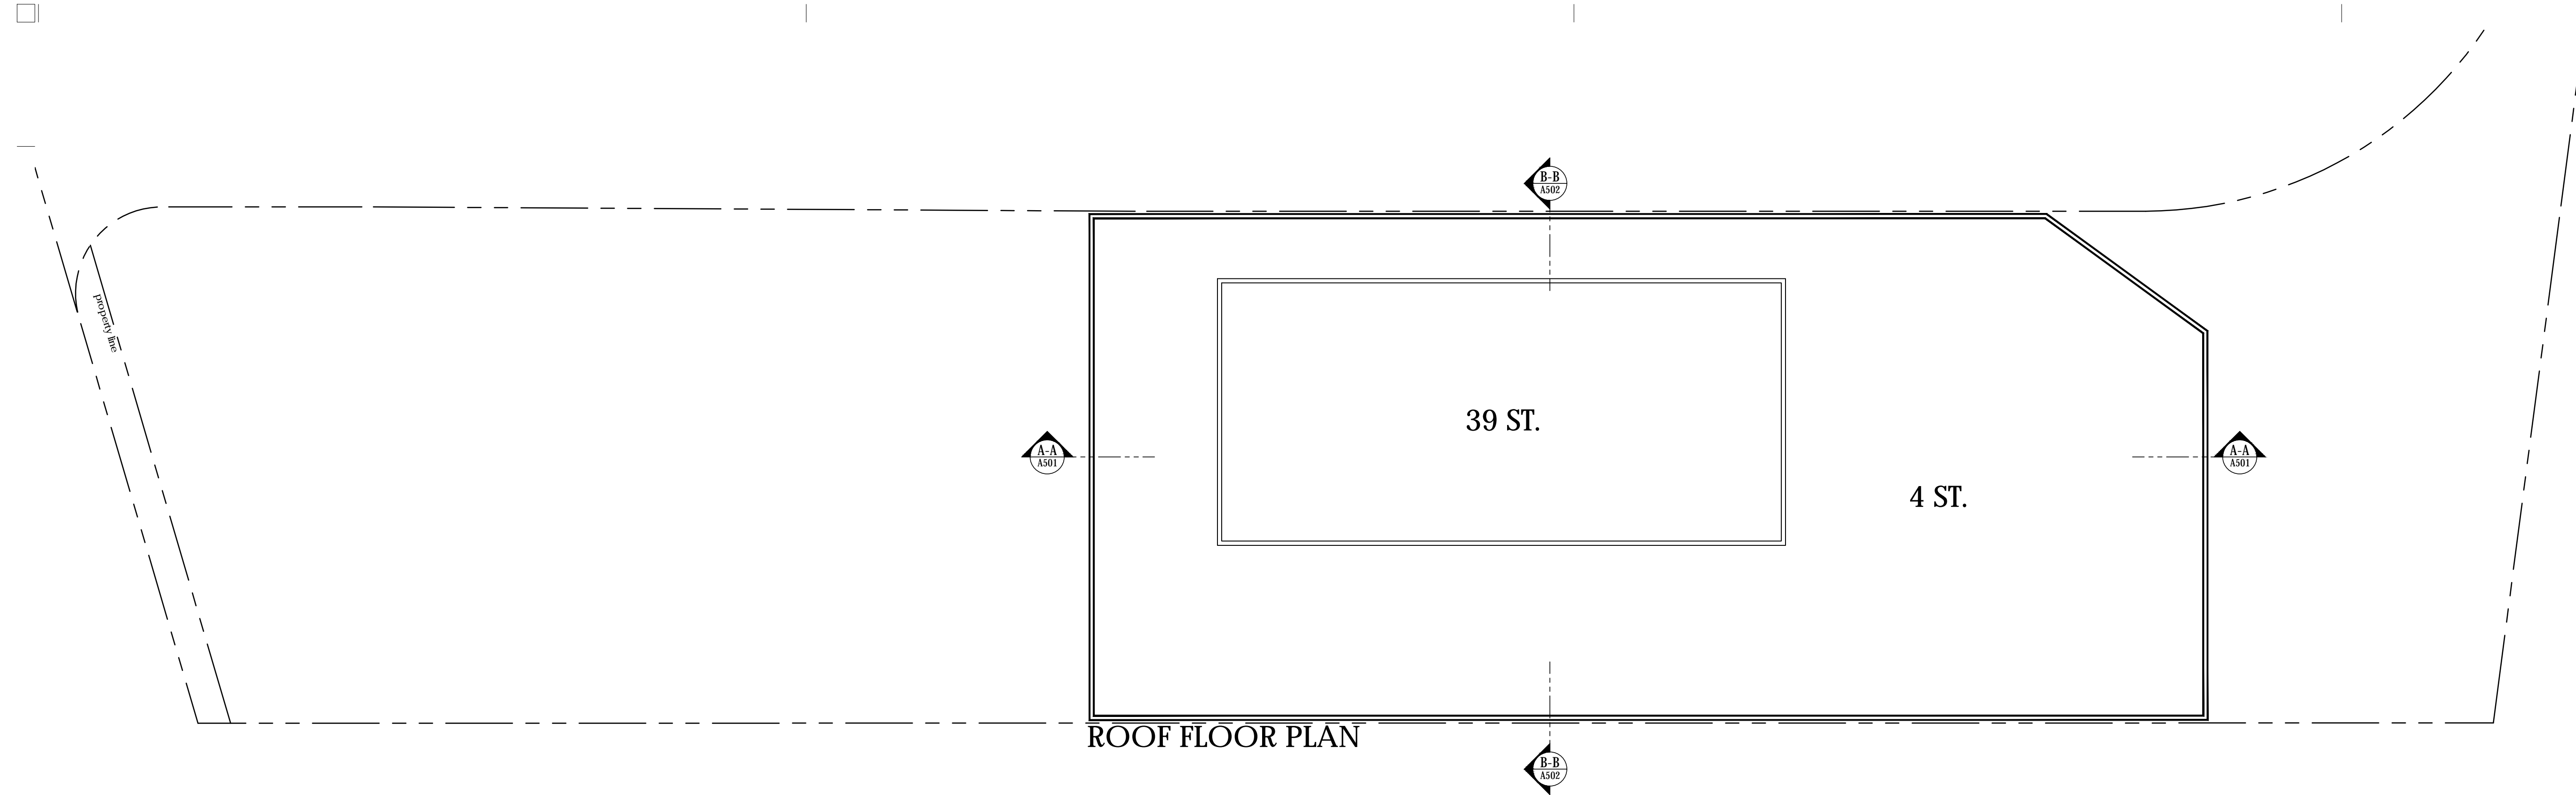 B-B
A502
property line
39 ST.
A-A
A501
A-A
A501
4 ST.
ROOF FLOOR PLAN
B-B
A502